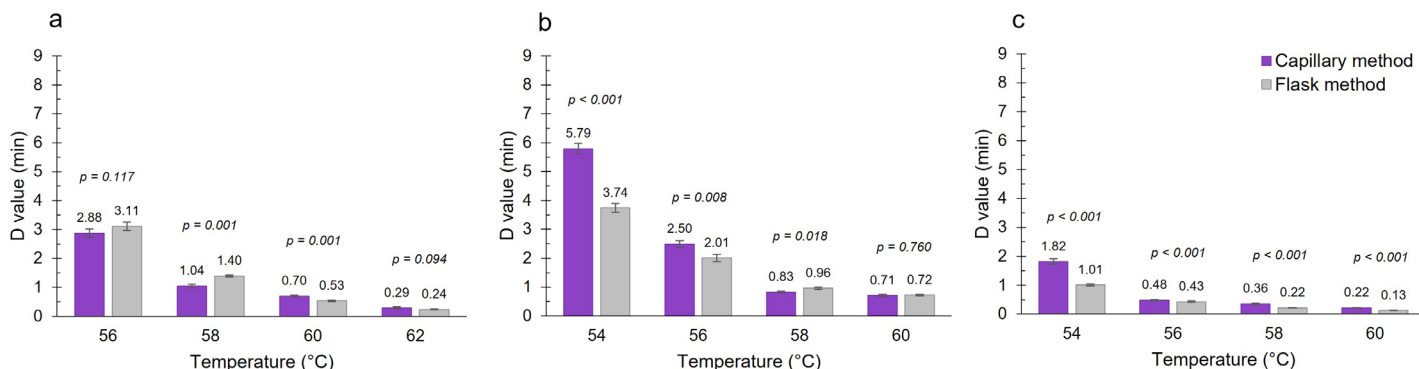 a
D value (min)
9
8
7
6
5
4
3
2
1
0
p = 0.117
2.88 3.11
p = 0.001
1.04 1.40
p = 0.001
0.70 0.53
p = 0.094
0.29 0.24
56 58 60 62
Temperature (°C)
b
D value (min)
9
8
7
6
5
4
3
2
1
0
p < 0.001
5.79 3.74
p = 0.008
2.50 2.01
p = 0.018
0.83 0.96
p = 0.760
0.71 0.72
54 56 58 60
Temperature (°C)
c
Capillary method
Flask method
D value (min)
9
8
7
6
5
4
3
2
1
0
p < 0.001
1.82 1.01
p < 0.001
0.48 0.43
p < 0.001
0.36 0.22
p < 0.001
0.22 0.13
54 56 58 60
Temperature (°C)